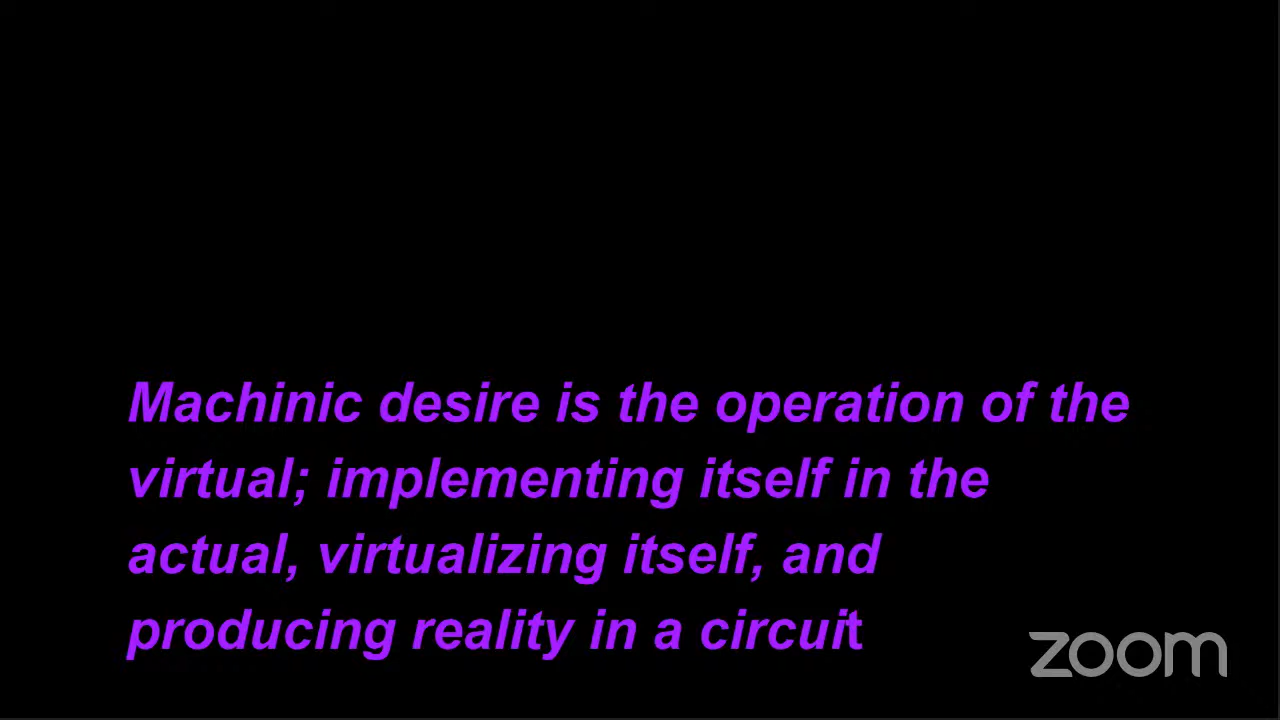 Machinic desire is the operation of the
virtual; implementing itself in the
actual, virtualizing itself, and
producing reality in a circuit
zoom